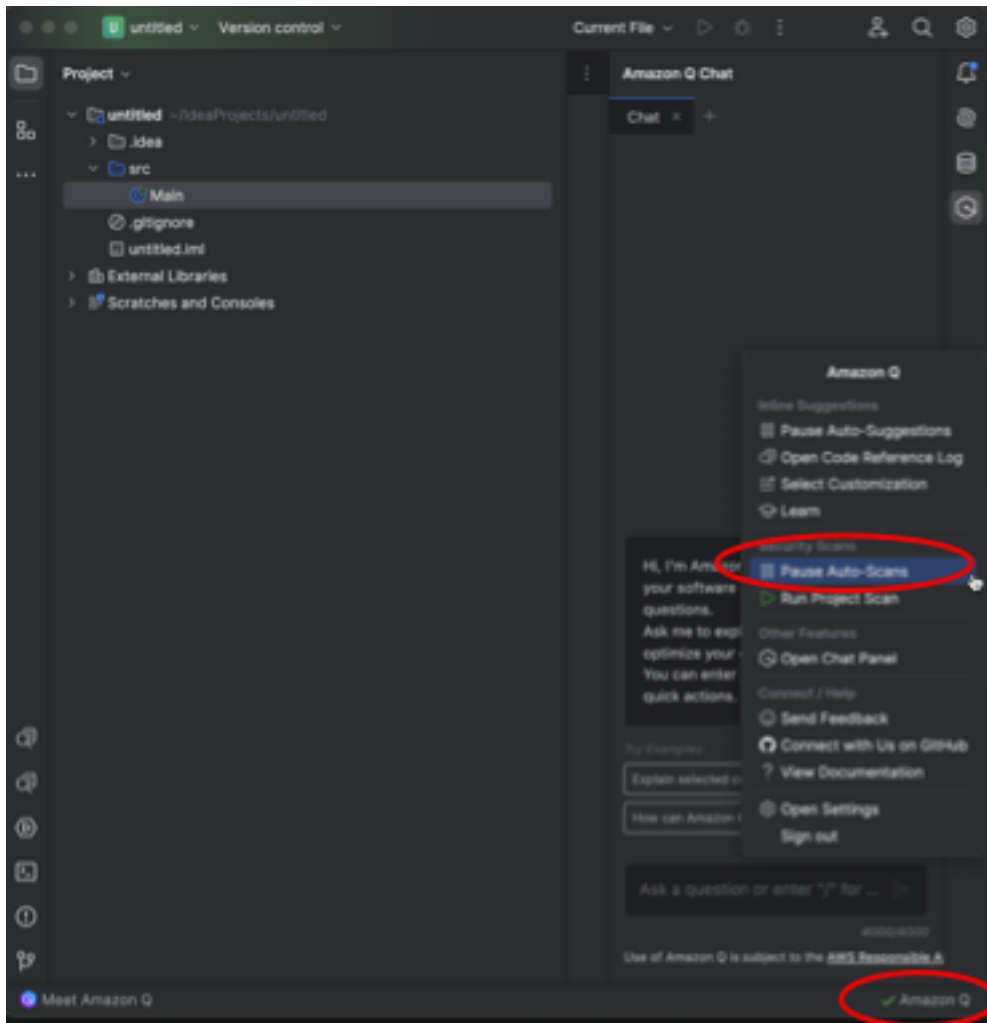 untitled Version control Current File
Project
untitled ~/IdeaProjects/untitled
.idea
src
Main
.gitignore
untitled.iml
External Libraries
Scratches and Consoles
Amazon Q Chat
Chat
Amazon Q
Inline Suggestions
Pause Auto-Suggestions
Open Code Reference Log
Select Customization
Learn
Security Scans
Pause Auto-Scans
Run Project Scan
Other Features
Open Chat Panel
Connect / Help
Send Feedback
Connect with Us on GitHub
? View Documentation
Open Settings
Sign out
Hi, I'm Amazon
your software
questions.
Ask me to expl
optimize your
You can enter
quick actions.
Try Examples
Explain selected c
How can Amazon
Ask a question or enter "/" for ...
4000/4000
Use of Amazon Q is subject to the AWS Responsible A
Meet Amazon Q
Amazon Q